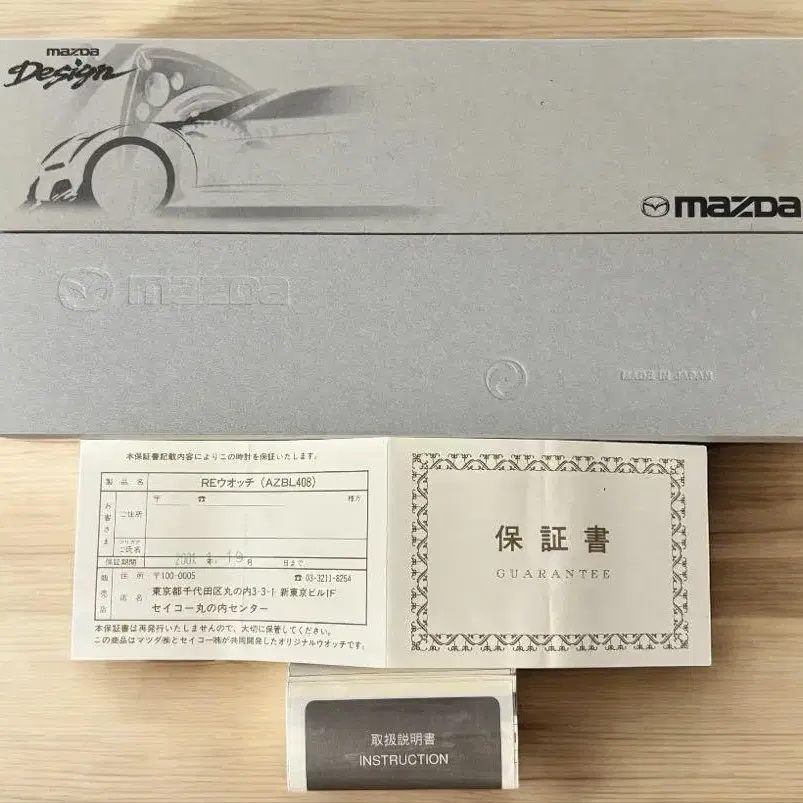 mazda
Design
mazda
mazda
本保証書記載内容によりこの時計を保証いたします。
製品名 REウオッチ (AZBL408)
お客さま
ご住所 〒 ☎ 様方
フリガナ
ご氏名
保証期間 2001 年 月 日まで
販売店
住所 〒100-0005 ☎ 03-3211-8254
東京都千代田区丸の内3-3-1 新東京ビル1F
店名 セイコー丸の内センター
本保証書は再発行いたしませんので、大切に保管してください。
この商品はマツダ㈱とセイコー㈱が共同開発したオリジナルウオッチです。
保証書
GUARANTEE
取扱説明書
INSTRUCTION